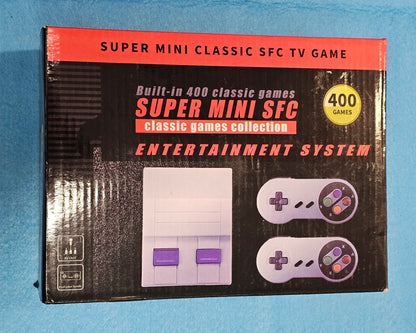 SUPER MINI CLASSIC SFC TV GAME
Built-in 400 classic games
SUPER MINI SFC
classic games collection
400
GAMES
ENTERTAINMENT SYSTEM